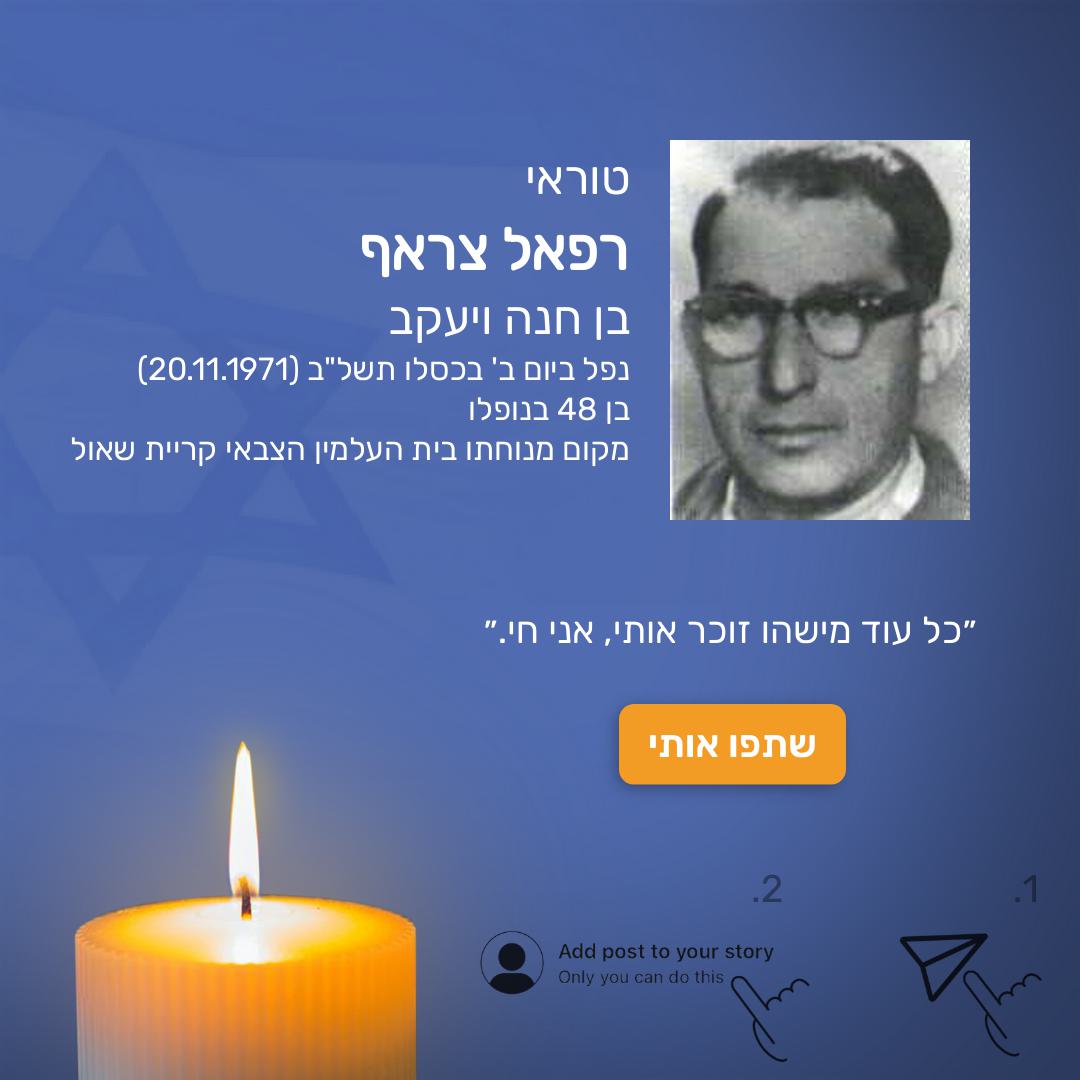 טוראי
רפאל צראף
בן חנה ויעקב
נפל ביום ב' בכסלו תשל"ב (20.11.1971)
בן 48 בנופלו
מקום מנוחתו בית העלמין הצבאי קריית שאול
״כל עוד מישהו זוכר אותי, אני חי.״
שתפו אותי
.1
.2
Add post to your story
Only you can do this